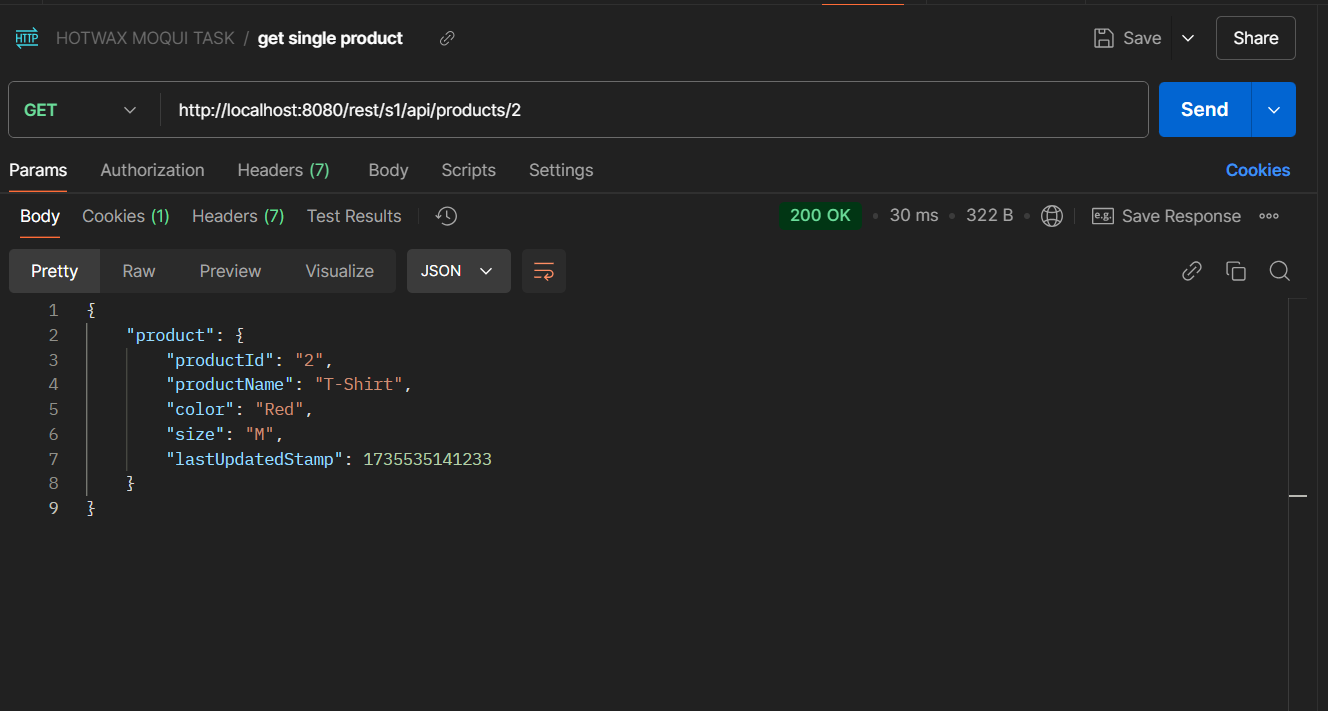 HTTP HOTWAX MOQUI TASK / get single product Save Share
GET http://localhost:8080/rest/s1/api/products/2 Send
Params Authorization Headers (7) Body Scripts Settings Cookies
Body Cookies (1) Headers (7) Test Results 200 OK 30 ms 322 B e.g. Save Response
Pretty Raw Preview Visualize JSON
1 {
2 "product": {
3 "productId": "2",
4 "productName": "T-Shirt",
5 "color": "Red",
6 "size": "M",
7 "lastUpdatedStamp": 1735535141233
8 }
9 }